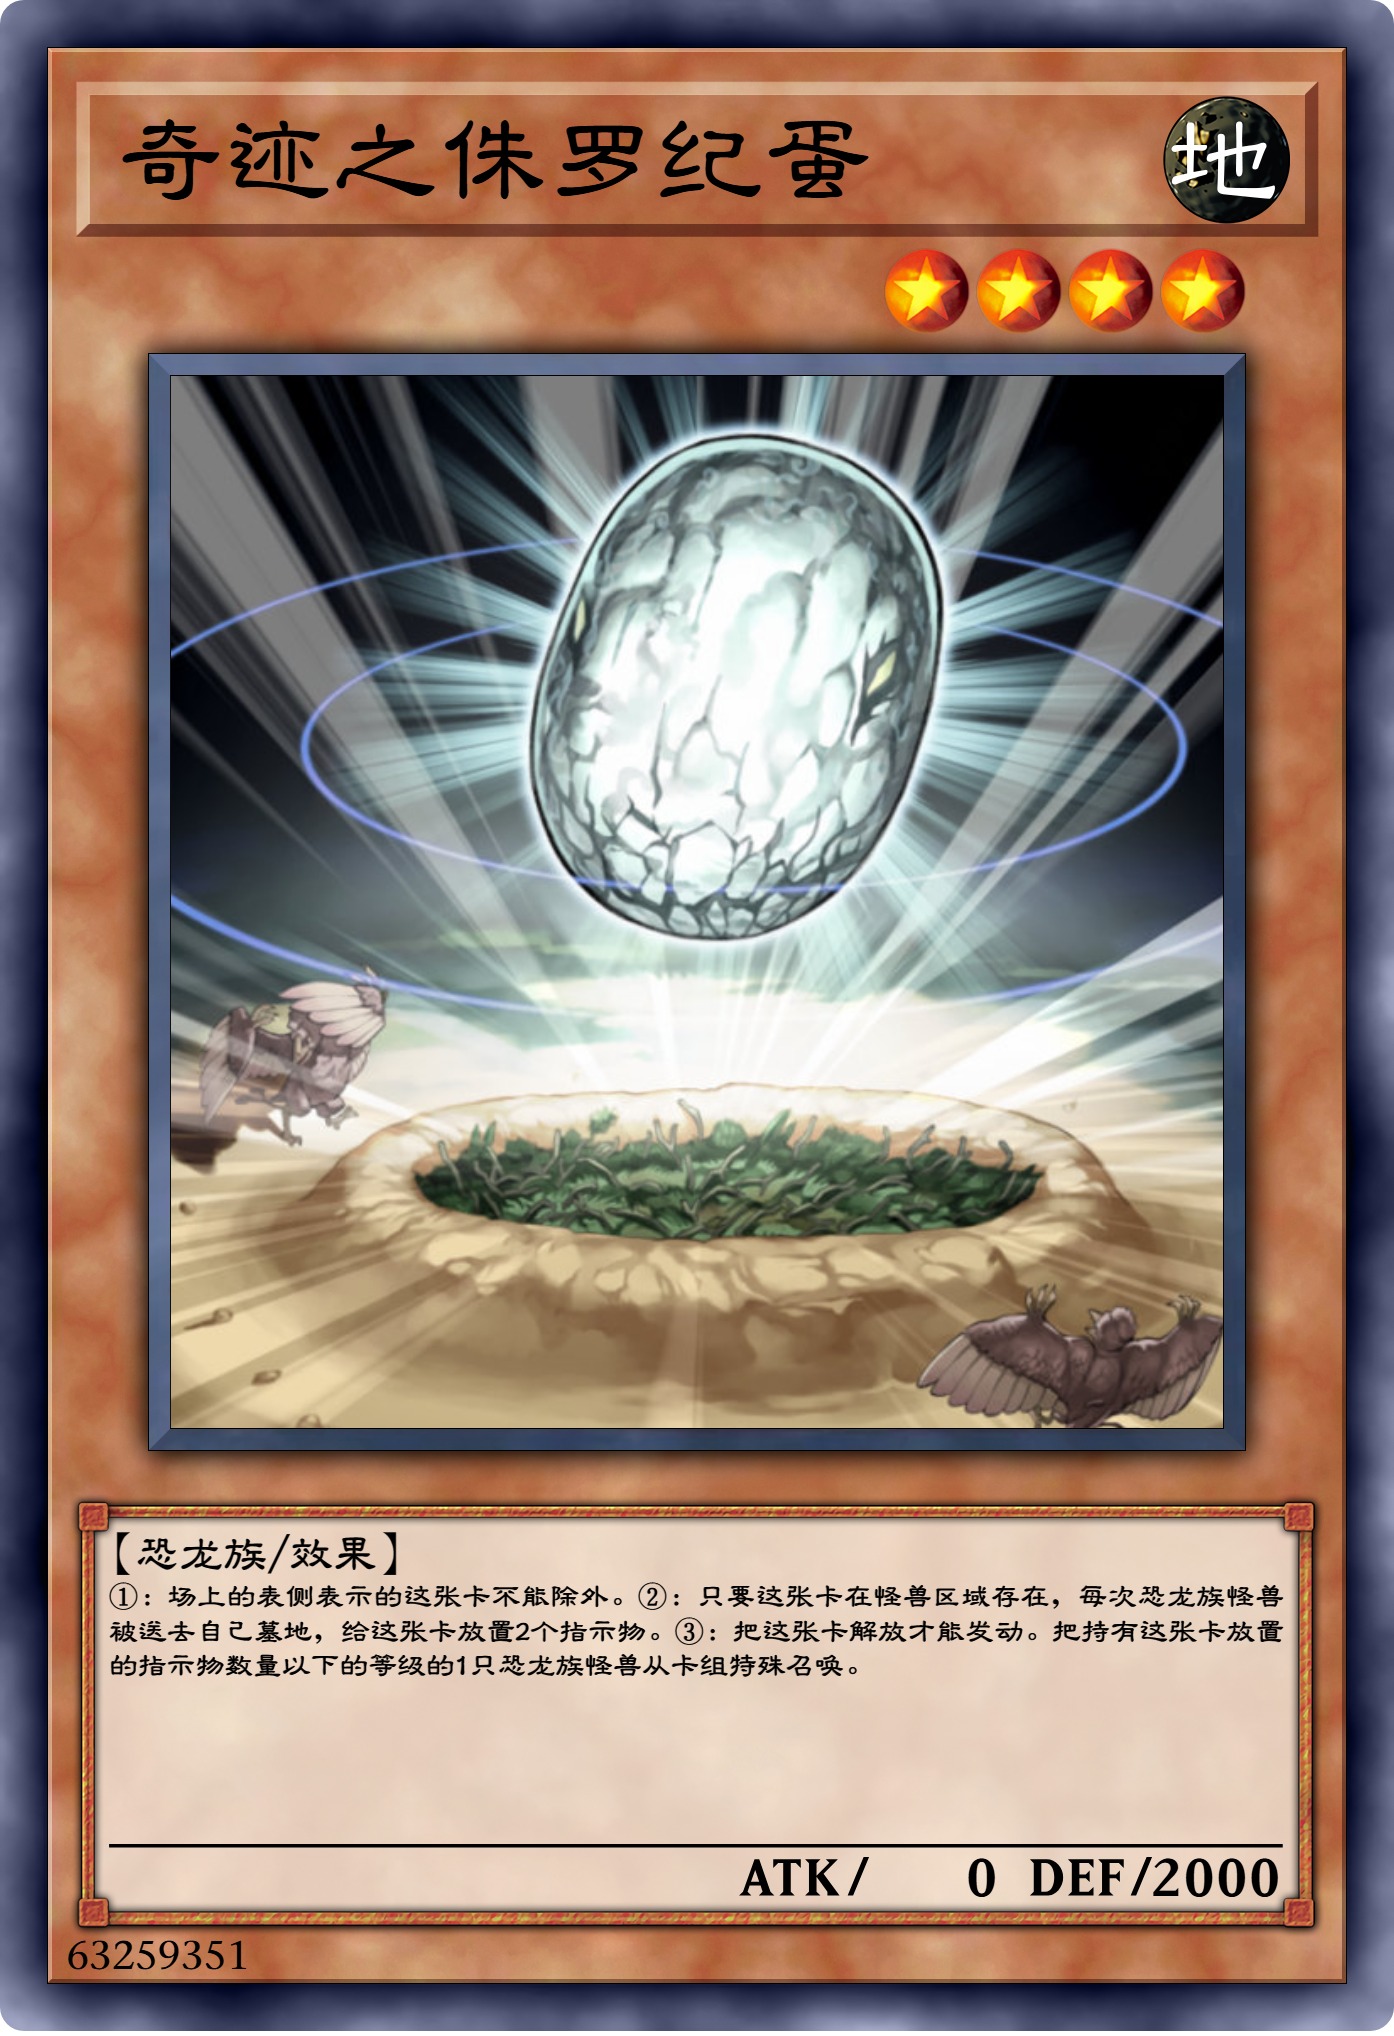 奇迹之侏罗纪蛋
地
【恐龙族/效果】
①：场上的表侧表示的这张卡不能除外。②：只要这张卡在怪兽区域存在，每次恐龙族怪兽
被送去自己墓地，给这张卡放置2个指示物。③：把这张卡解放才能发动。把持有这张卡放置
的指示物数量以下的等级的1只恐龙族怪兽从卡组特殊召唤。
ATK/ 0 DEF/2000
63259351